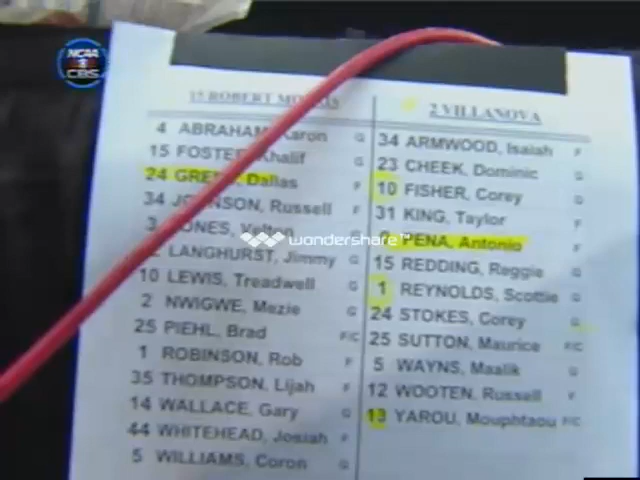 NCAA
CBS
15 ROBERT MORRIS
4 ABRAHAM, Karon G
15 FOSTER, Khalif G
24 GREEN, Dallas F
34 JOHNSON, Russell F
3 JONES, G
LANGHURST, Jimmy G
10 LEWIS, Treadwell G
2 NWIGWE, Mezie G
25 PIEHL, Brad F/C
1 ROBINSON, Rob F
35 THOMPSON, Lijah F
14 WALLACE, Gary G
44 WHITEHEAD, Josiah F
5 WILLIAMS, Coron G
2 VILLANOVA
34 ARMWOOD, Isaiah F
23 CHEEK, Dominic G
10 FISHER, Corey G
31 KING, Taylor F
PENA, Antonio F
15 REDDING, Reggie G
1 REYNOLDS, Scottie G
24 STOKES, Corey G
25 SUTTON, Maurice F/C
5 WAYNS, Maalik G
12 WOOTEN, Russell F
13 YAROU, Mouphtaou F/C
wondershare™